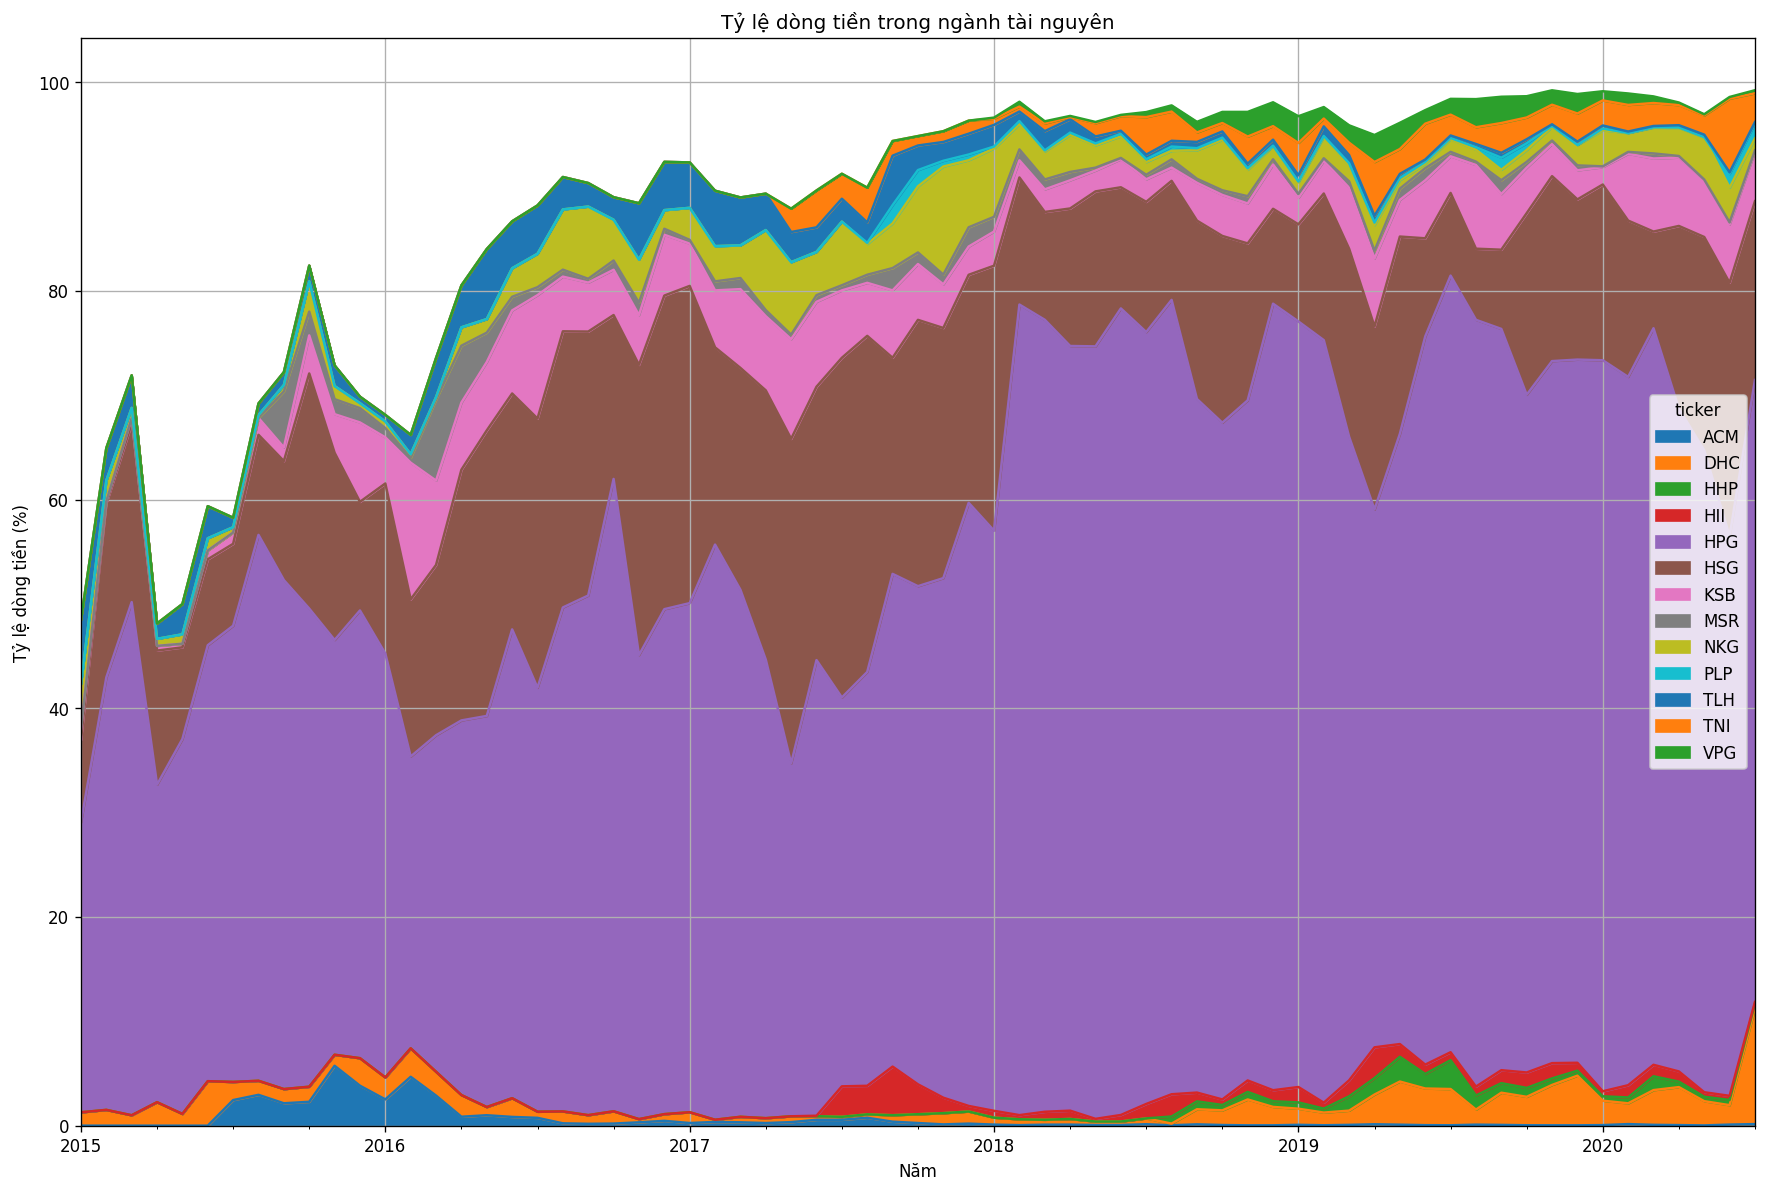 Tỷ lệ dòng tiền trong ngành tài nguyên
100
80
60
40
20
0
Tỷ lệ dòng tiền (%)
2015
2016
2017
2018
2019
2020
Năm
ticker
ACM
DHC
HHP
HII
HPG
HSG
KSB
MSR
NKG
PLP
TLH
TNI
VPG